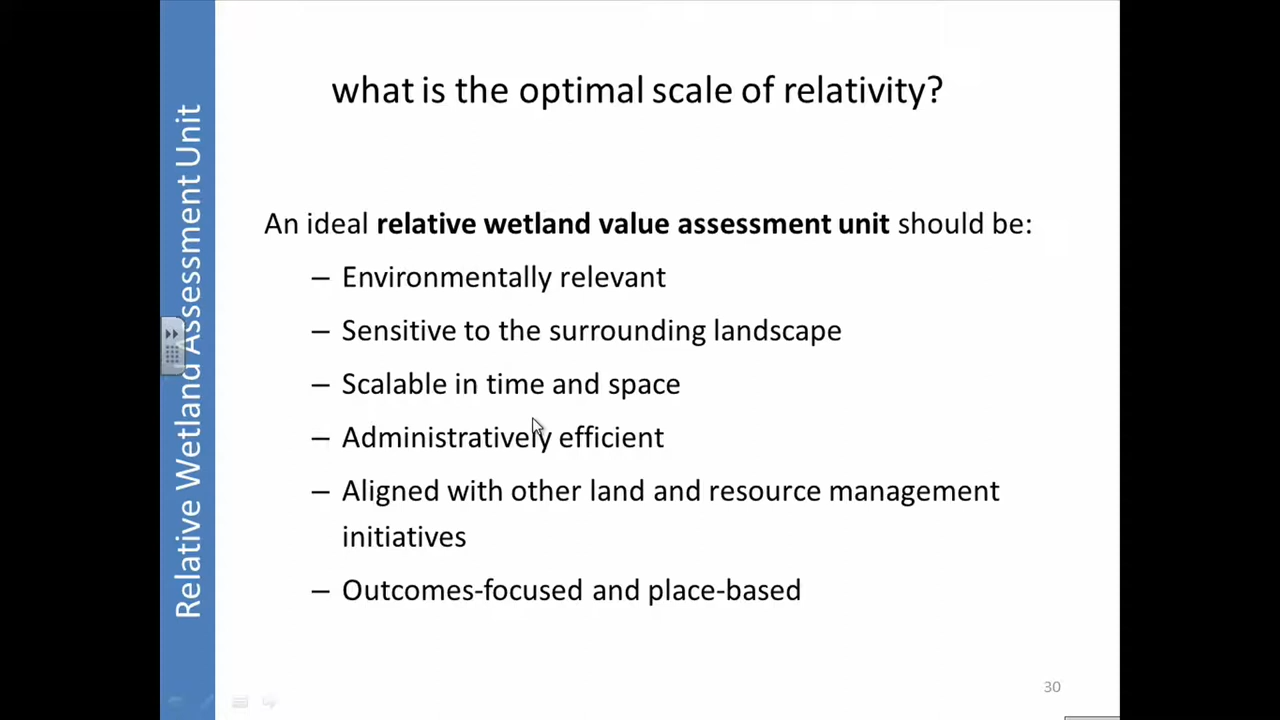 what is the optimal scale of relativity?
Relative Wetland Assessment Unit
An ideal relative wetland value assessment unit should be:
– Environmentally relevant
– Sensitive to the surrounding landscape
– Scalable in time and space
– Administratively efficient
– Aligned with other land and resource management
initiatives
– Outcomes-focused and place-based
30